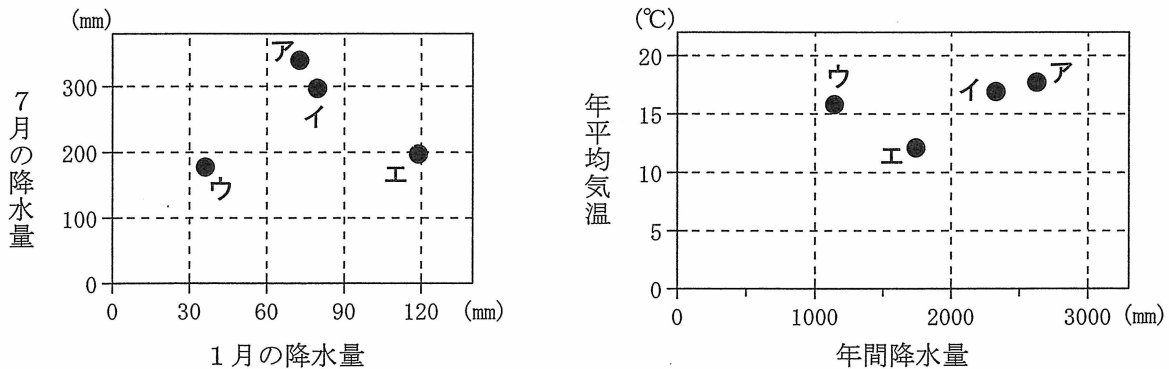 (mm)
300
200
100
0
7月の降水量
ア
イ
ウ
エ
0 30 60 90 120 (mm)
1月の降水量
(℃)
20
15
10
5
0
年平均気温
ウ
エ
イ
ア
0 1000 2000 3000 (mm)
年間降水量